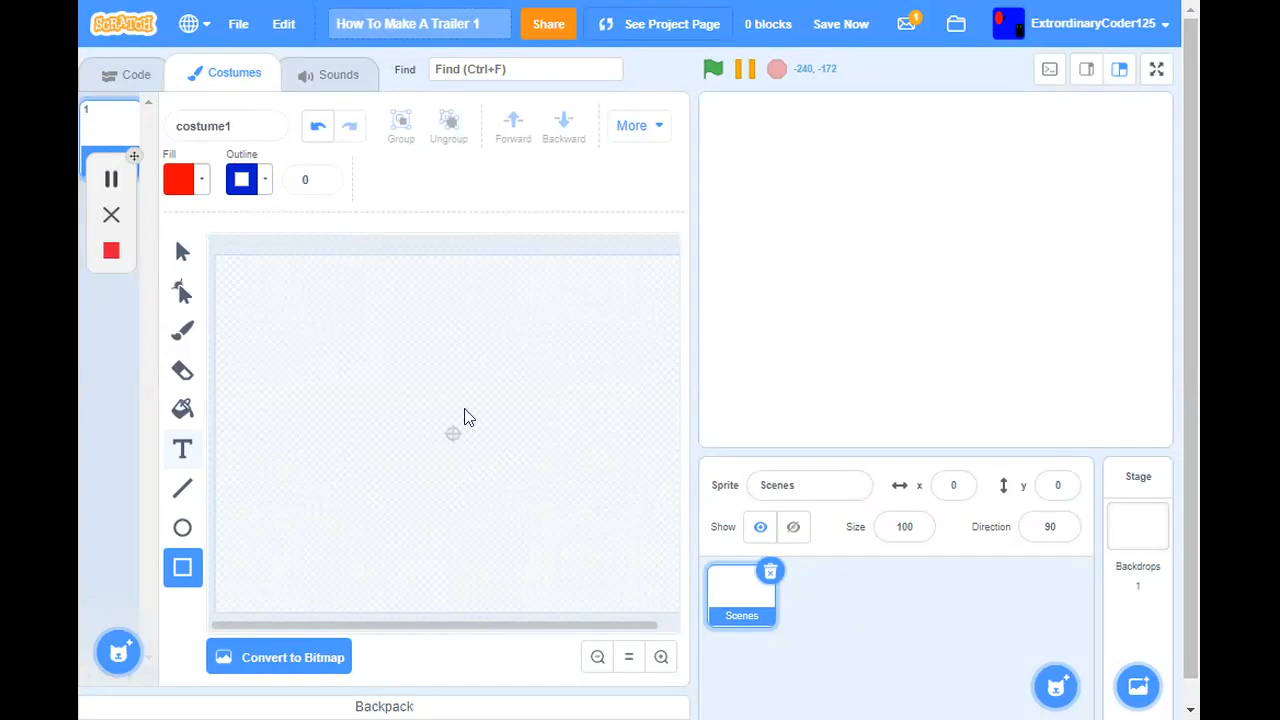 SCRATCH File Edit How To Make A Trailer 1 Share See Project Page 0 blocks Save Now 1 ExtrordinaryCoder125
Code Costumes Sounds Find Find (Ctrl+F) -240, -172
1 costume1 Group Ungroup Forward Backward More
Fill Outline
0
T
Sprite Scenes x 0 y 0 Stage
Show Size 100 Direction 90
Backdrops
1
Scenes
Convert to Bitmap
Backpack